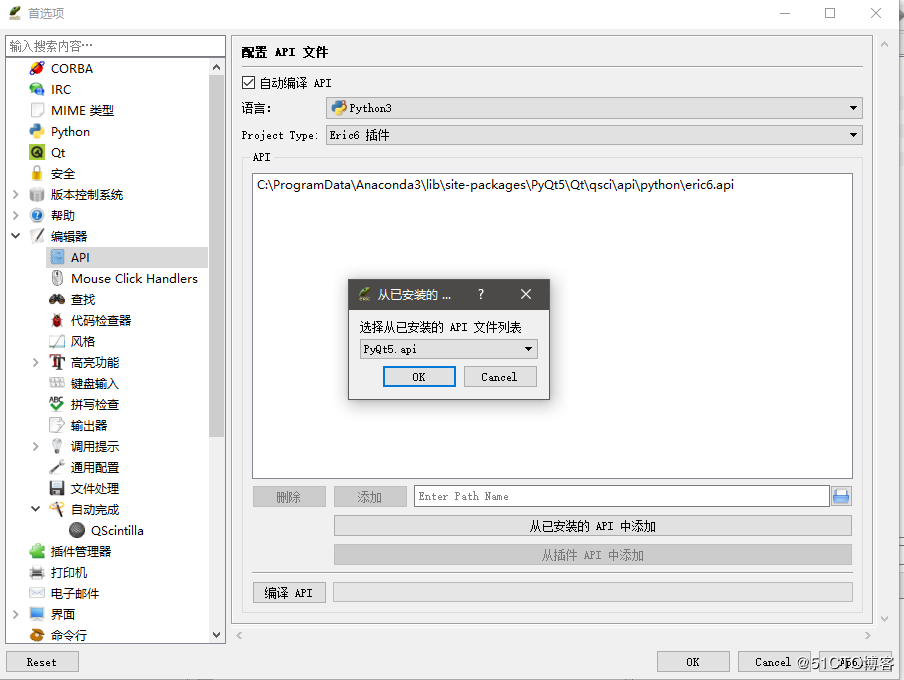 首选项
输入搜索内容…
CORBA
IRC
MIME 类型
Python
Qt
安全
版本控制系统
帮助
编辑器
API
Mouse Click Handlers
查找
代码检查器
风格
高亮功能
键盘输入
拼写检查
输出器
调用提示
通用配置
文件处理
自动完成
QScintilla
插件管理器
打印机
电子邮件
界面
命令行
配置 API 文件
自动编译 API
语言:
Python3
Project Type:
Eric6 插件
API
C:\ProgramData\Anaconda3\lib\site-packages\PyQt5\Qt\qsci\api\python\eric6.api
从已安装的 ...
?
选择从已安装的 API 文件列表
PyQt5.api
OK
Cancel
删除
添加
Enter Path Name
从已安装的 API 中添加
从插件 API 中添加
编译 API
Reset
OK
Cancel
@51CTO博客